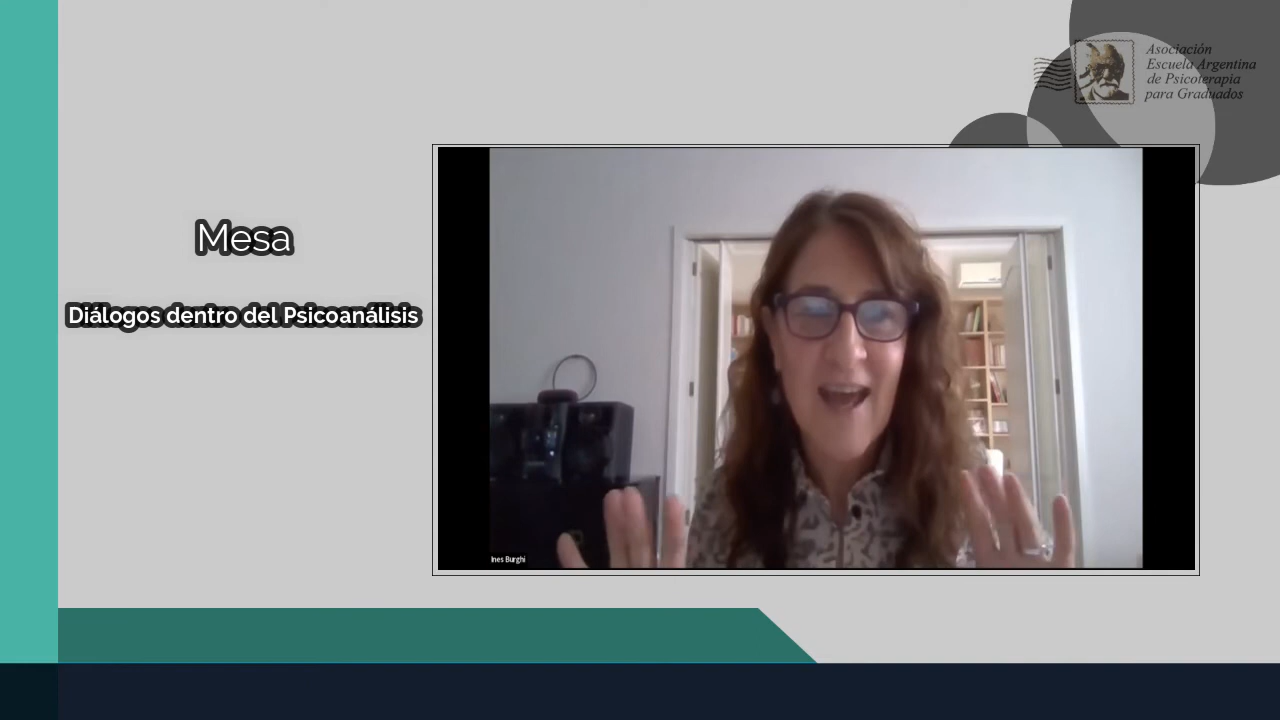 Asociación
Escuela Argentina
de Psicoterapia
para Graduados
Mesa
Diálogos dentro del Psicoanálisis
Ines Burghi